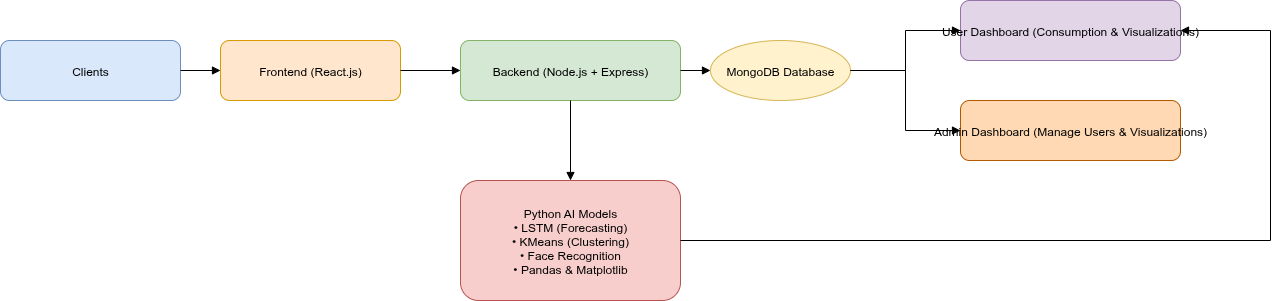 Clients
Frontend (React.js)
Backend (Node.js + Express)
MongoDB Database
User Dashboard (Consumption & Visualizations)
Admin Dashboard (Manage Users & Visualizations)
Python AI Models
• LSTM (Forecasting)
• KMeans (Clustering)
• Face Recognition
• Pandas & Matplotlib